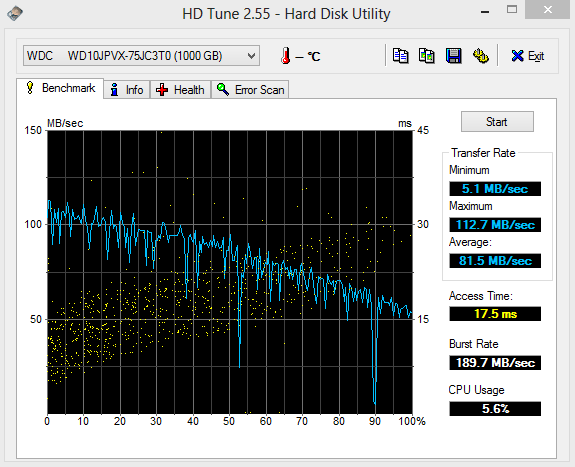 HD Tune 2.55 - Hard Disk Utility
WDC WD10JPVX-75JC3T0 (1000 GB)
– °C
Exit
Benchmark
Info
Health
Error Scan
150
MB/sec
ms
45
100
30
50
15
0
10
20
30
40
50
60
70
80
90
100%
Start
Transfer Rate
Minimum
5.1 MB/sec
Maximum
112.7 MB/sec
Average:
81.5 MB/sec
Access Time:
17.5 ms
Burst Rate
189.7 MB/sec
CPU Usage
5.6%